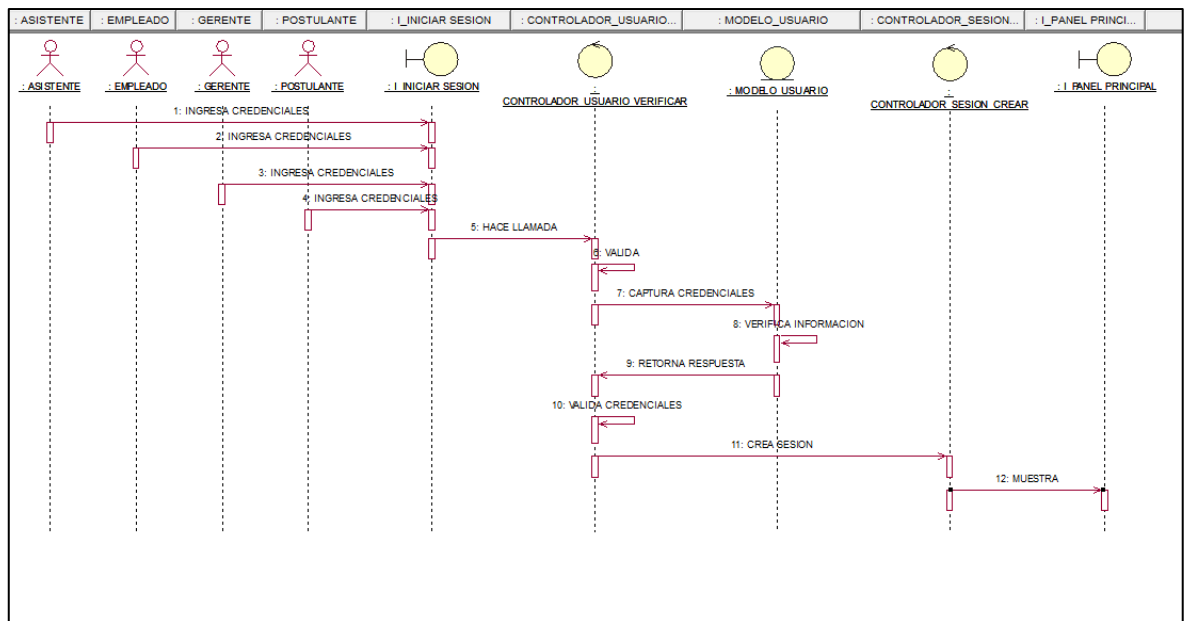 : ASISTENTE : EMPLEADO : GERENTE : POSTULANTE : I_INICIAR SESION : CONTROLADOR_USUARIO... : MODELO_USUARIO : CONTROLADOR_SESION... : I_PANEL PRINCI...
: ASISTENTE : EMPLEADO : GERENTE : POSTULANTE : I_INICIAR SESION : CONTROLADOR_USUARIO_VERIFICAR : MODELO_USUARIO : CONTROLADOR_SESION_CREAR : I_PANEL PRINCIPAL
1: INGRESA CREDENCIALES
2: INGRESA CREDENCIALES
3: INGRESA CREDENCIALES
4: INGRESA CREDENCIALES
5: HACE LLAMADA
6: VALIDA
7: CAPTURA CREDENCIALES
8: VERIFICA INFORMACION
9: RETORNA RESPUESTA
10: VALIDA CREDENCIALES
11: CREA SESION
12: MUESTRA